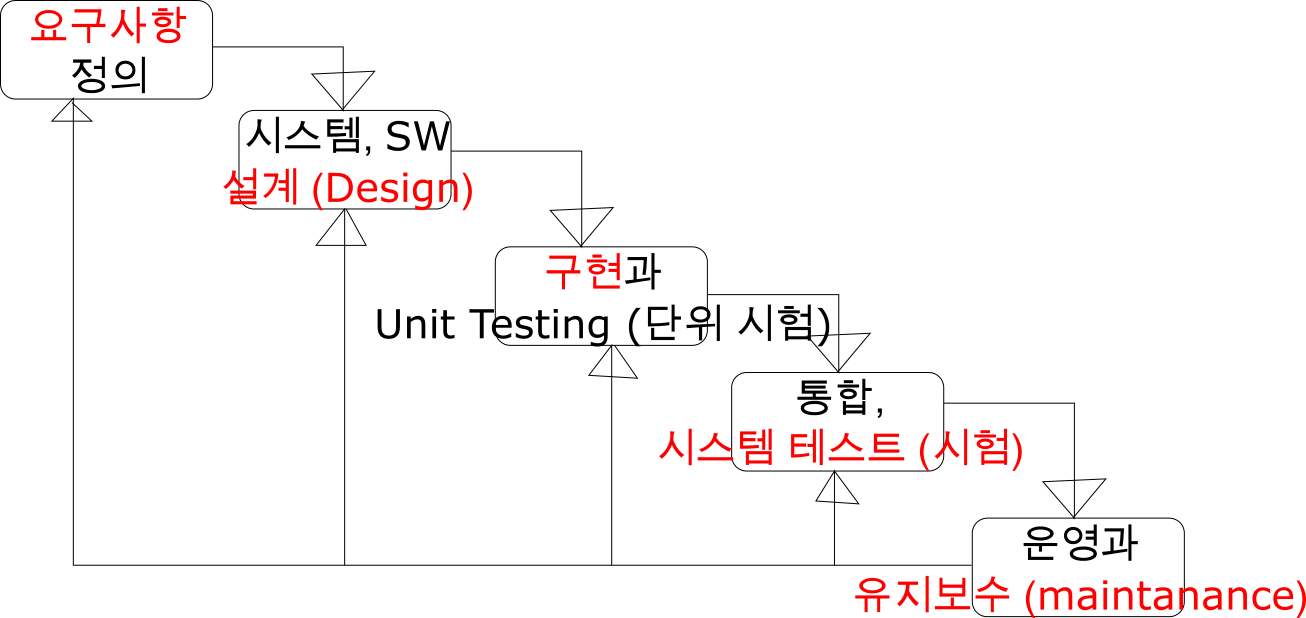 요구사항
정의
시스템, SW
설계 (Design)
구현과
Unit Testing (단위 시험)
통합,
시스템 테스트 (시험)
운영과
유지보수 (maintanance)